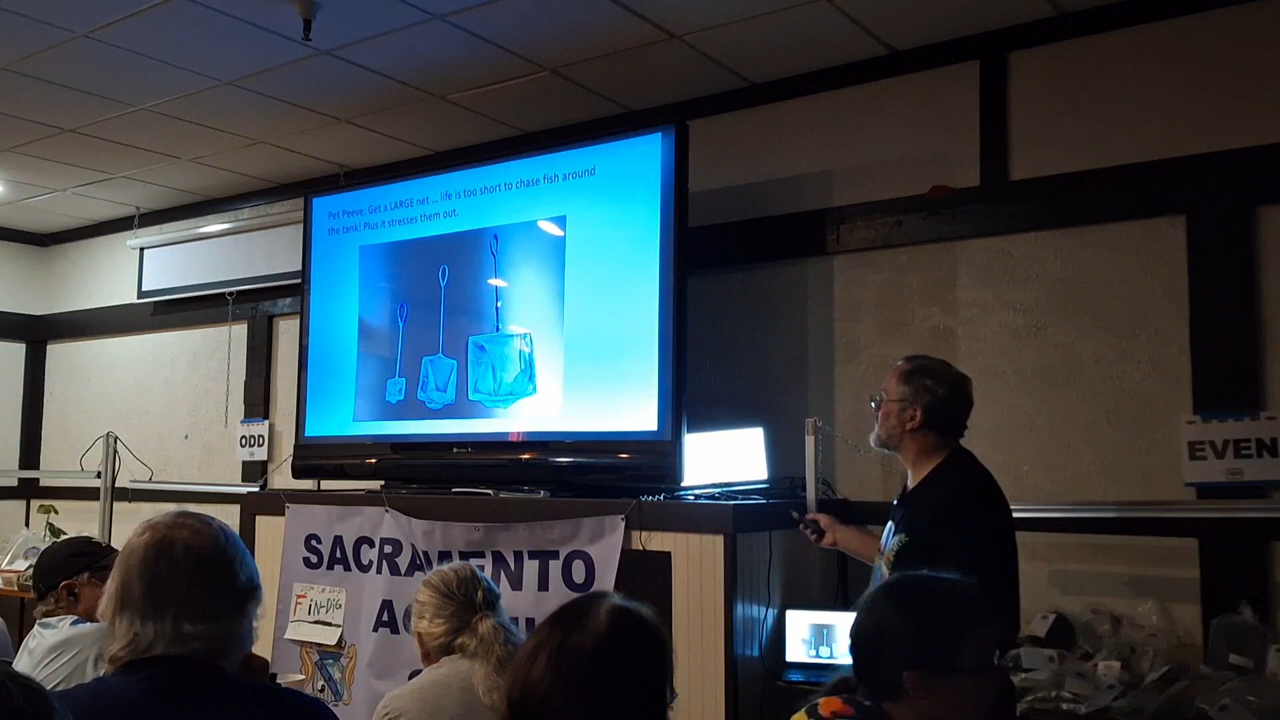 Pet Peeve: Get a LARGE net ... life is too short to chase fish around
the tank! Plus it stresses them out.
ODD
EVEN
SACRAMENTO
FiN-DiG